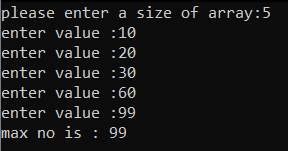 please enter a size of array:5
enter value :10
enter value :20
enter value :30
enter value :60
enter value :99
max no is : 99